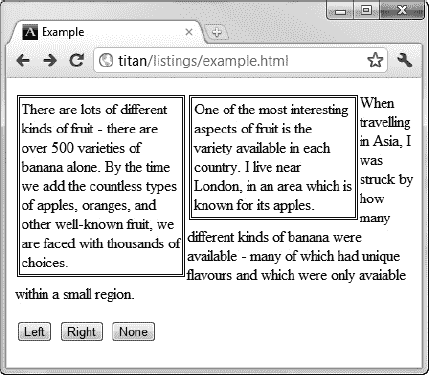 Example
titan/listings/example.html
There are lots of different
kinds of fruit - there are
over 500 varieties of
banana alone. By the time
we add the countless types
of apples, oranges, and
other well-known fruit, we
are faced with thousands of
choices.
One of the most interesting
aspects of fruit is the
variety available in each
country. I live near
London, in an area which is
known for its apples.
When
travelling
in Asia, I
was
struck by
how
many
different kinds of banana were
available - many of which had unique
flavours and which were only avaiable
within a small region.
Left Right None